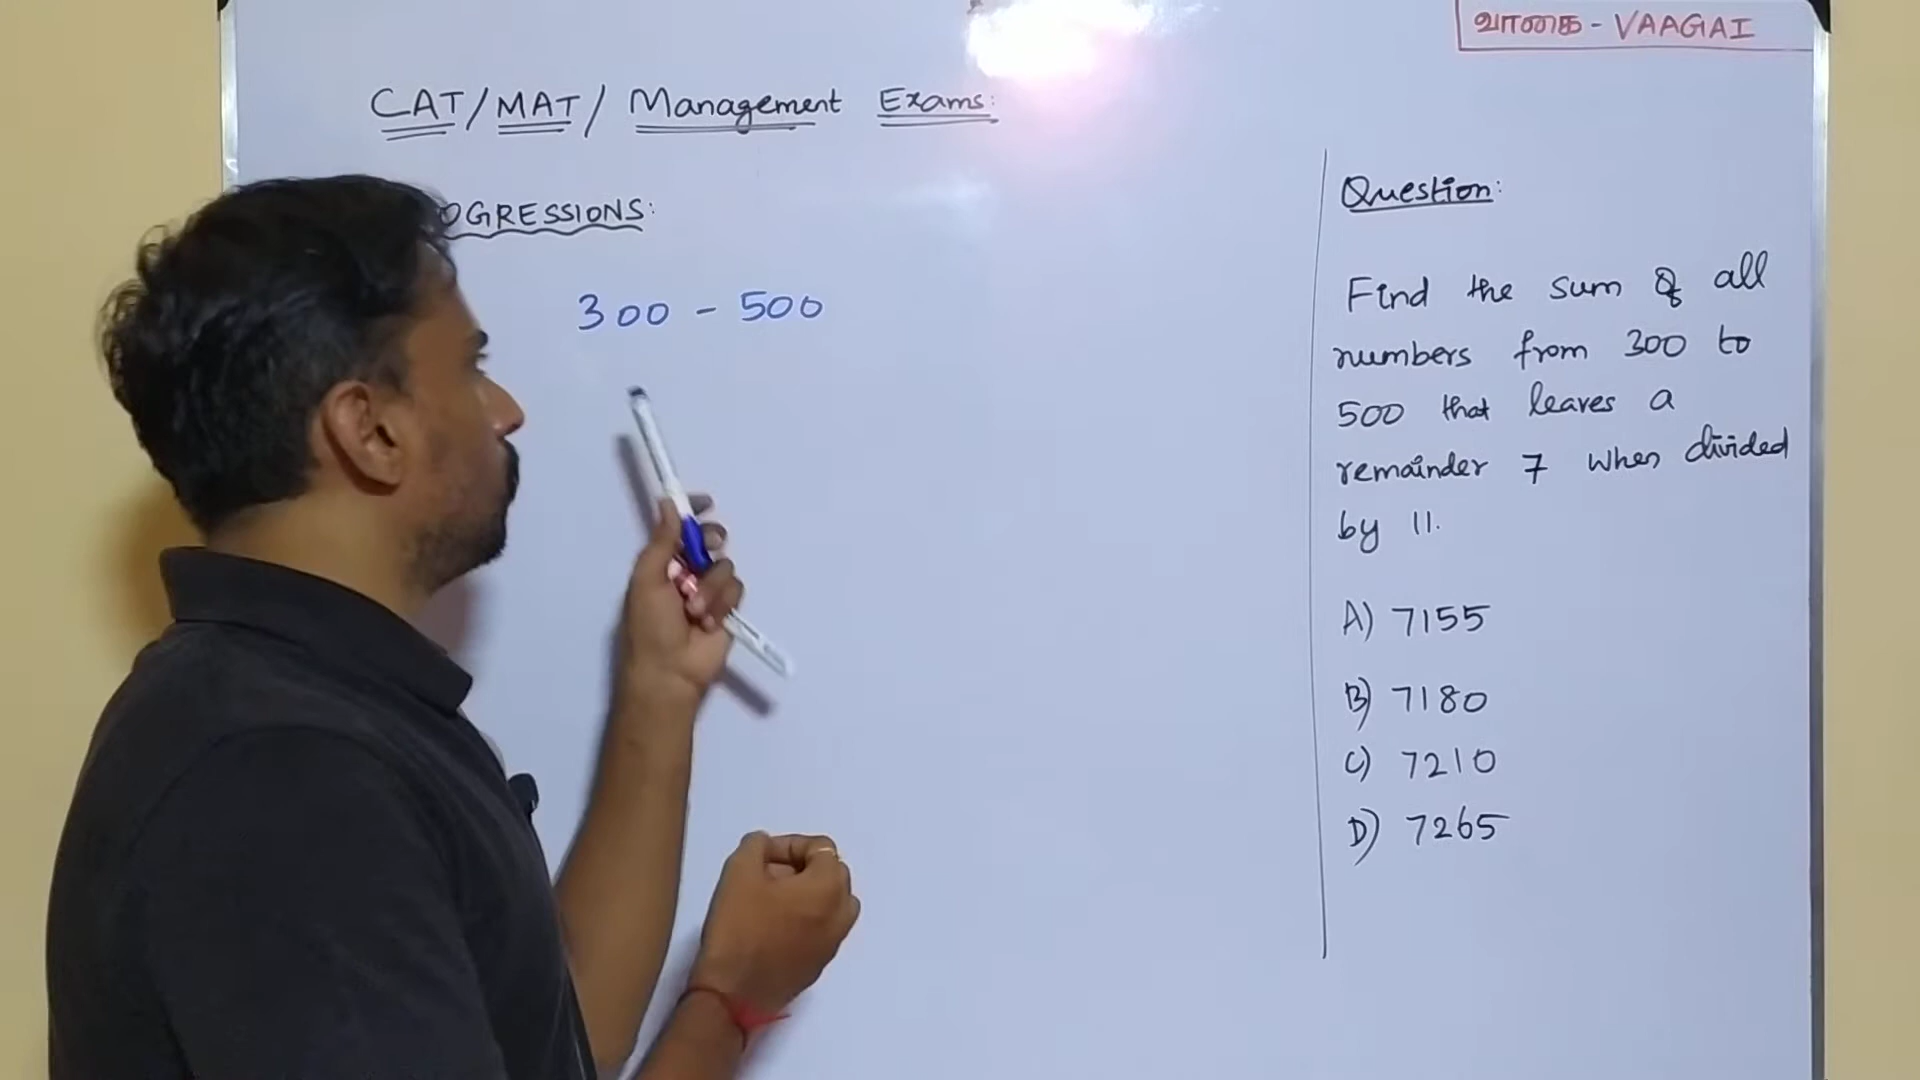 வாகை - VAAGAI
CAT / MAT / Management Exams:
OGRESSIONS:
300 - 500
Question:
Find the sum of all
numbers from 300 to
500 that leaves a
remainder 7 when divided
by 11.
A) 7155
B) 7180
C) 7210
D) 7265